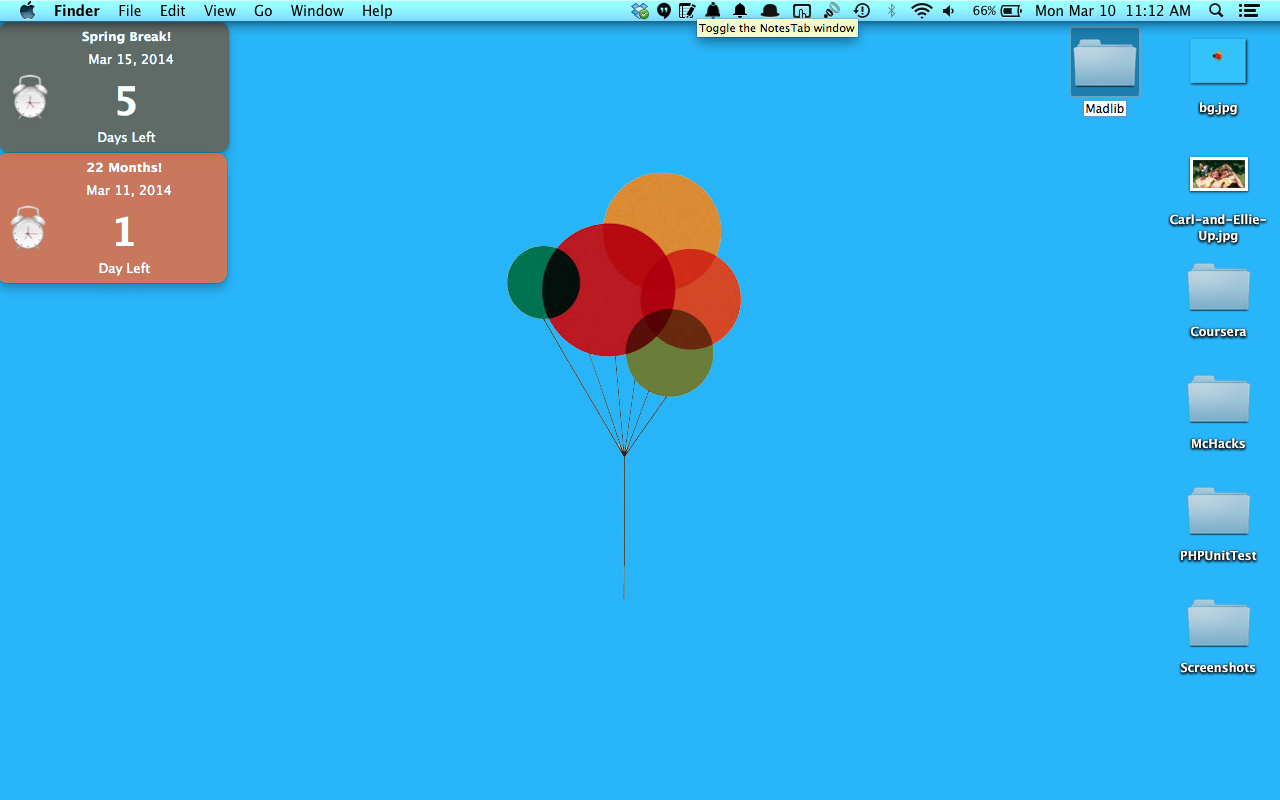 Finder File Edit View Go Window Help 66% Mon Mar 10 11:12 AM
Toggle the NotesTab window
Spring Break!
Mar 15, 2014
5
Days Left
22 Months!
Mar 11, 2014
1
Day Left
Madlib
bg.jpg
Carl-and-Ellie-
Up.jpg
Coursera
McHacks
PHPUnitTest
Screenshots